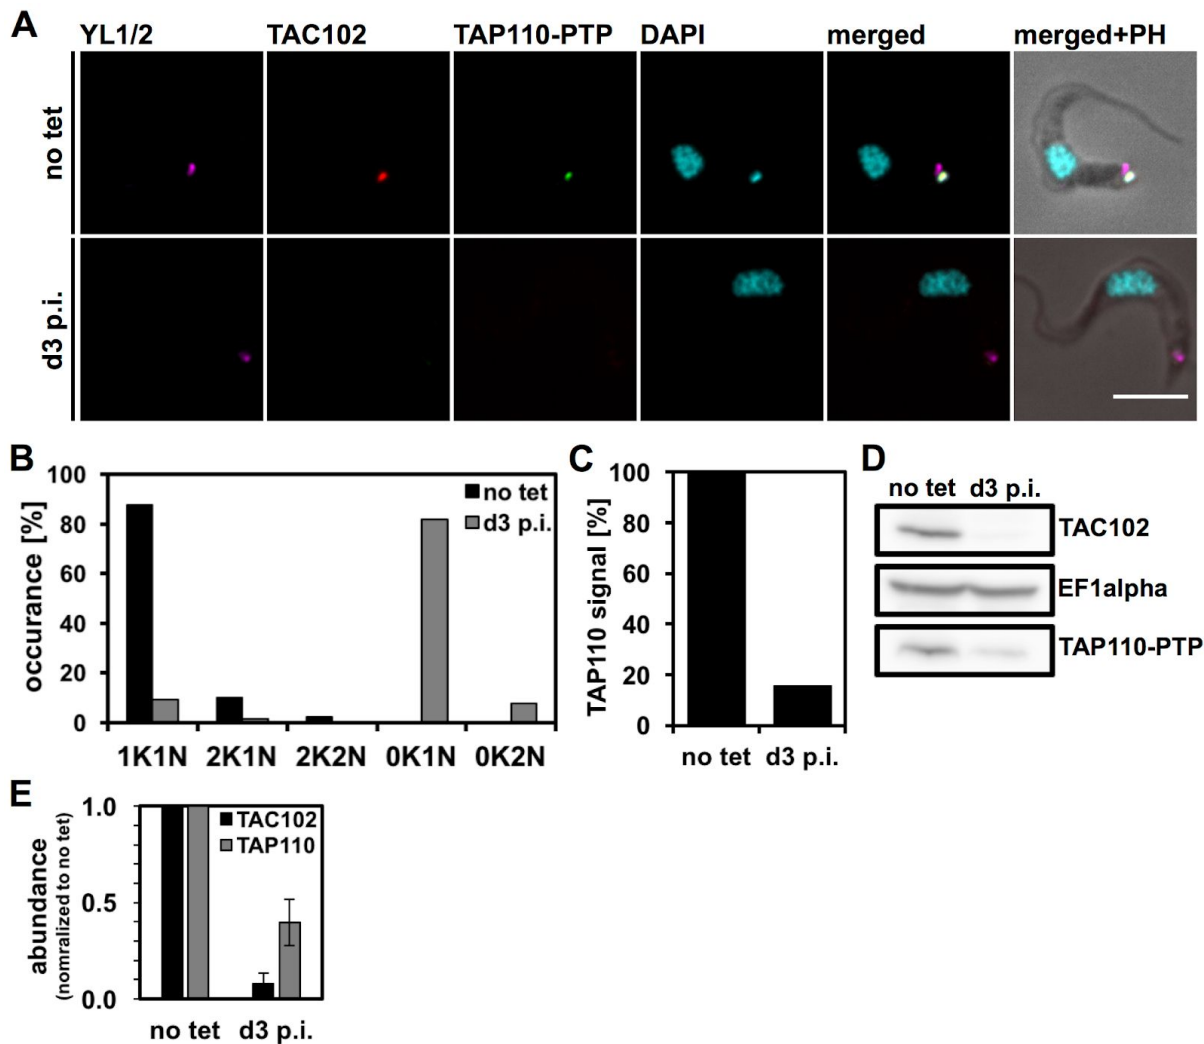 A
YL1/2 TAC102 TAP110-PTP DAPI merged merged+PH
no tet
d3 p.i.
B
100
80
60
40
20
0
occurance [%]
no tet
d3 p.i.
1K1N 2K1N 2K2N 0K1N 0K2N
C
100
80
60
40
20
0
TAP110 signal [%]
no tet d3 p.i.
D
no tet d3 p.i.
TAC102
EF1alpha
TAP110-PTP
E
1.0
0.5
0.0
abundance
(nomralized to no tet)
TAC102
TAP110
no tet d3 p.i.